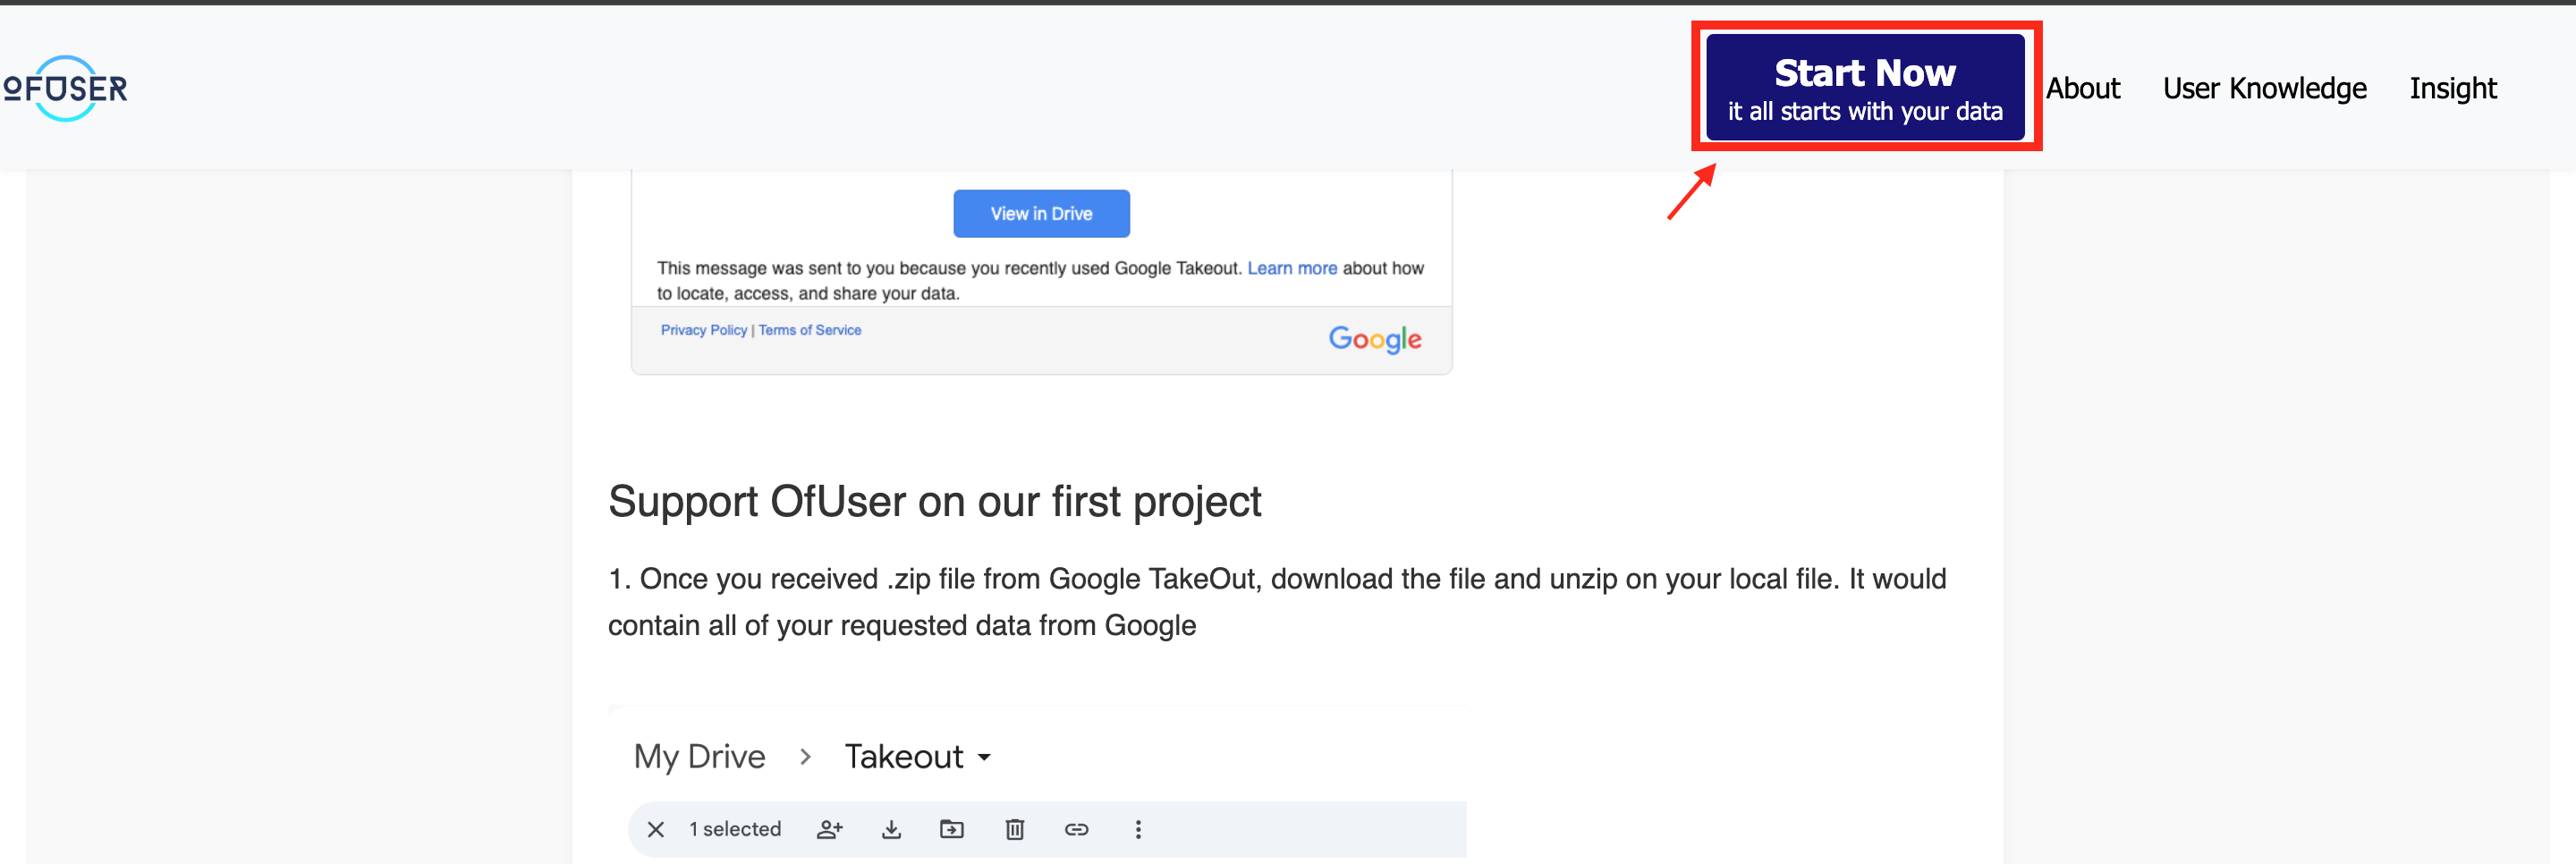 OFUSER
Start Now
it all starts with your data
About
User Knowledge
Insight
View in Drive
This message was sent to you because you recently used Google Takeout. Learn more about how
to locate, access, and share your data.
Privacy Policy | Terms of Service
Google
Support OfUser on our first project
1. Once you received .zip file from Google TakeOut, download the file and unzip on your local file. It would
contain all of your requested data from Google
My Drive > Takeout
1 selected